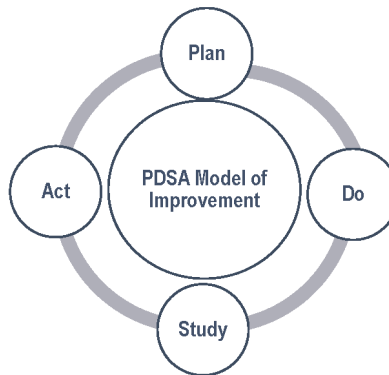 Plan
Act
PDSA Model of
Improvement
Do
Study